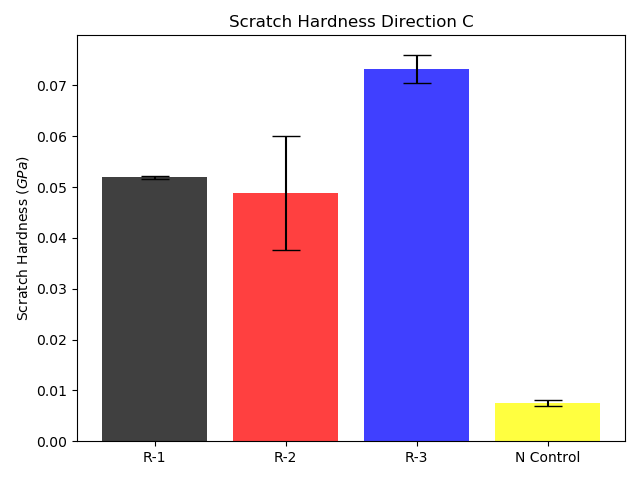 Scratch Hardness Direction C
Scratch Hardness (GPa)
0.07
0.06
0.05
0.04
0.03
0.02
0.01
0.00
R-1
R-2
R-3
N Control